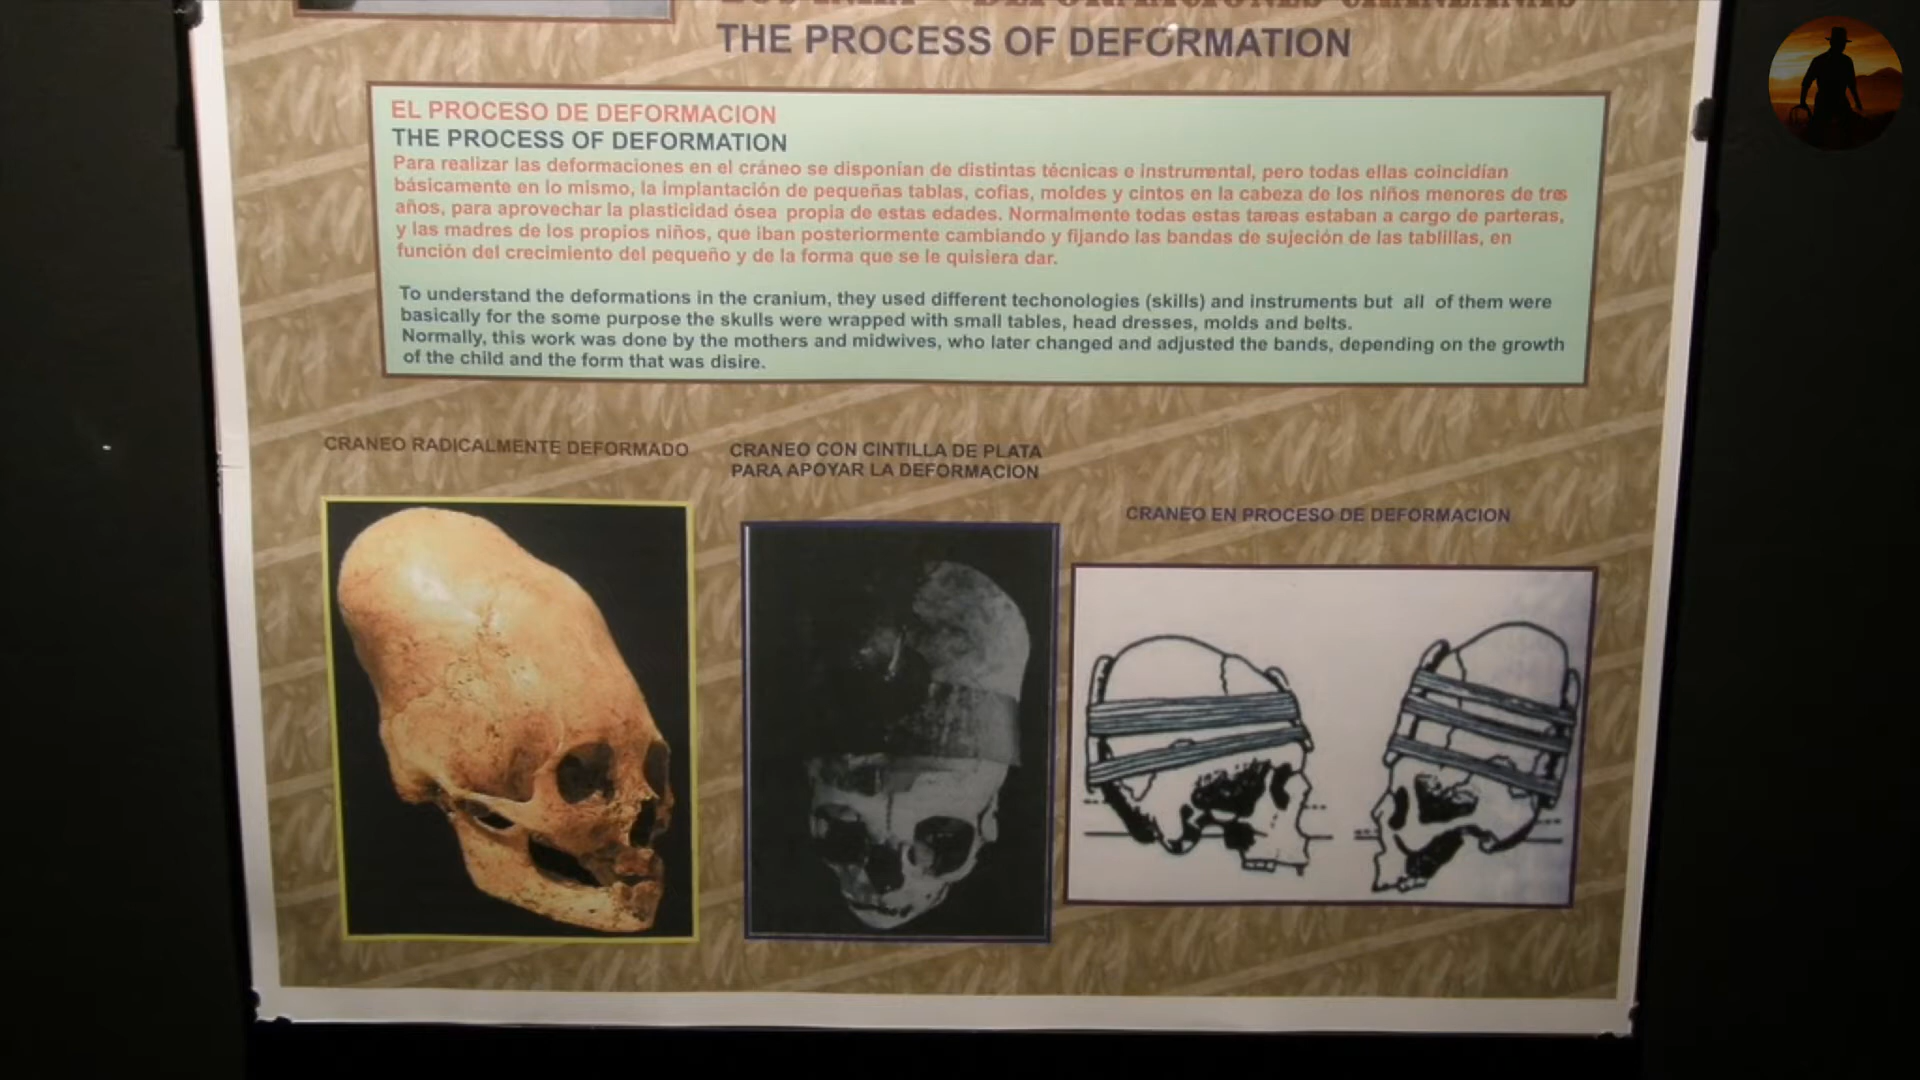 THE PROCESS OF DEFORMATION
EL PROCESO DE DEFORMACION
THE PROCESS OF DEFORMATION
Para realizar las deformaciones en el cráneo se disponían de distintas técnicas e instrumental, pero todas ellas coincidían
básicamente en lo mismo, la implantación de pequeñas tablas, cofias, moldes y cintos en la cabeza de los niños menores de tres
años, para aprovechar la plasticidad ósea propia de estas edades. Normalmente todas estas tareas estaban a cargo de parteras,
y las madres de los propios niños, que iban posteriormente cambiando y fijando las bandas de sujeción de las tablillas, en
función del crecimiento del pequeño y de la forma que se le quisiera dar.
To understand the deformations in the cranium, they used different techonologies (skills) and instruments but all of them were
basically for the some purpose the skulls were wrapped with small tables, head dresses, molds and belts.
Normally, this work was done by the mothers and midwives, who later changed and adjusted the bands, depending on the growth
of the child and the form that was disire.
CRANEO RADICALMENTE DEFORMADO
CRANEO CON CINTILLA DE PLATA
PARA APOYAR LA DEFORMACION
CRANEO EN PROCESO DE DEFORMACION